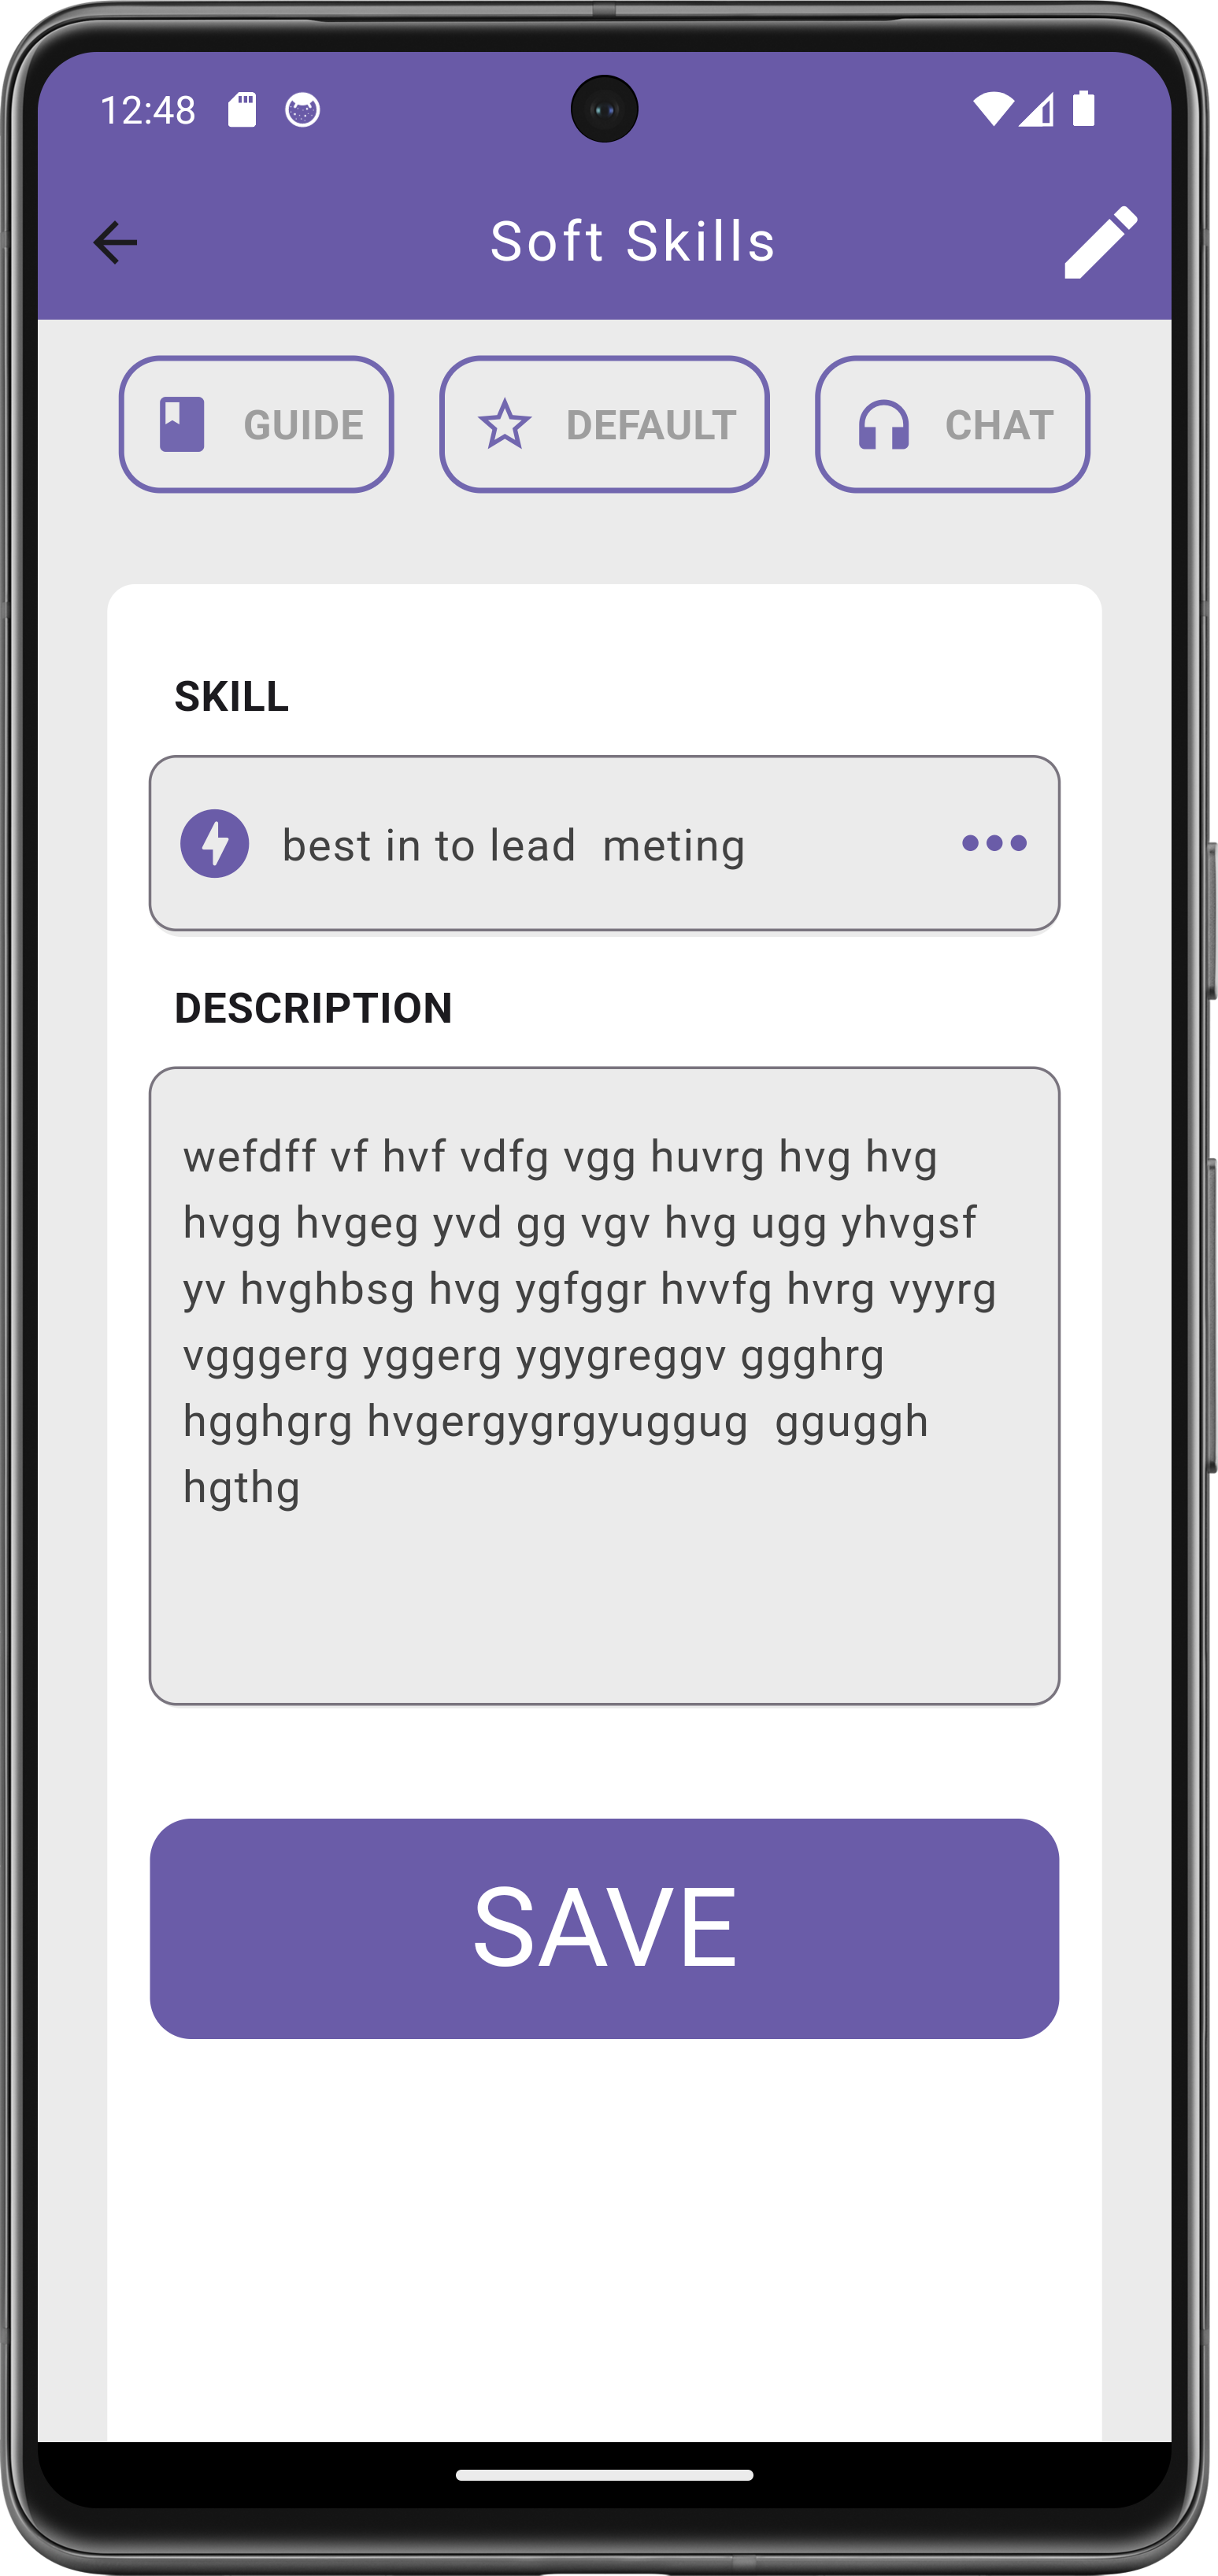 12:48
Soft Skills
GUIDE
DEFAULT
CHAT
SKILL
best in to lead  meting
DESCRIPTION
wefdff vf hvf vdfg vgg huvrg hvg hvg
hvgg hvgeg yvd gg vgv hvg ugg yhvgsf
yv hvghbsg hvg ygfggr hvvfg hvrg vyyrg
vgggerg yggerg ygygreggv ggghrg
hgghgrg hvgergygrgyuggug  gguggh
hgthg
SAVE